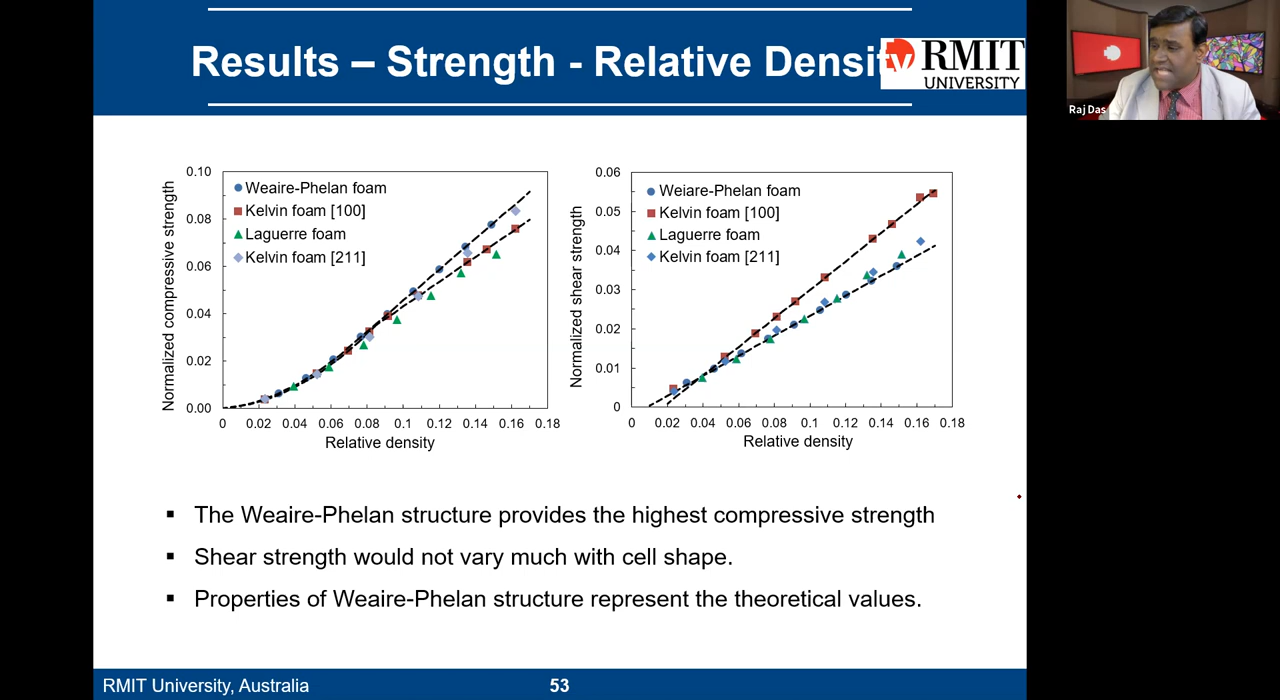 Results – Strength - Relative Densit
RMIT
UNIVERSITY
Raj Das
0.10
0.08
0.06
0.04
0.02
0.00
0 0.02 0.04 0.06 0.08 0.1 0.12 0.14 0.16 0.18
Normalized compressive strength
Relative density
Weaire-Phelan foam
Kelvin foam [100]
Laguerre foam
Kelvin foam [211]
0.06
0.05
0.04
0.03
0.02
0.01
0
0 0.02 0.04 0.06 0.08 0.1 0.12 0.14 0.16 0.18
Normalized shear strength
Relative density
Weiare-Phelan foam
Kelvin foam [100]
Laguerre foam
Kelvin foam [211]
▪ The Weaire-Phelan structure provides the highest compressive strength
▪ Shear strength would not vary much with cell shape.
▪ Properties of Weaire-Phelan structure represent the theoretical values.
RMIT University, Australia 53